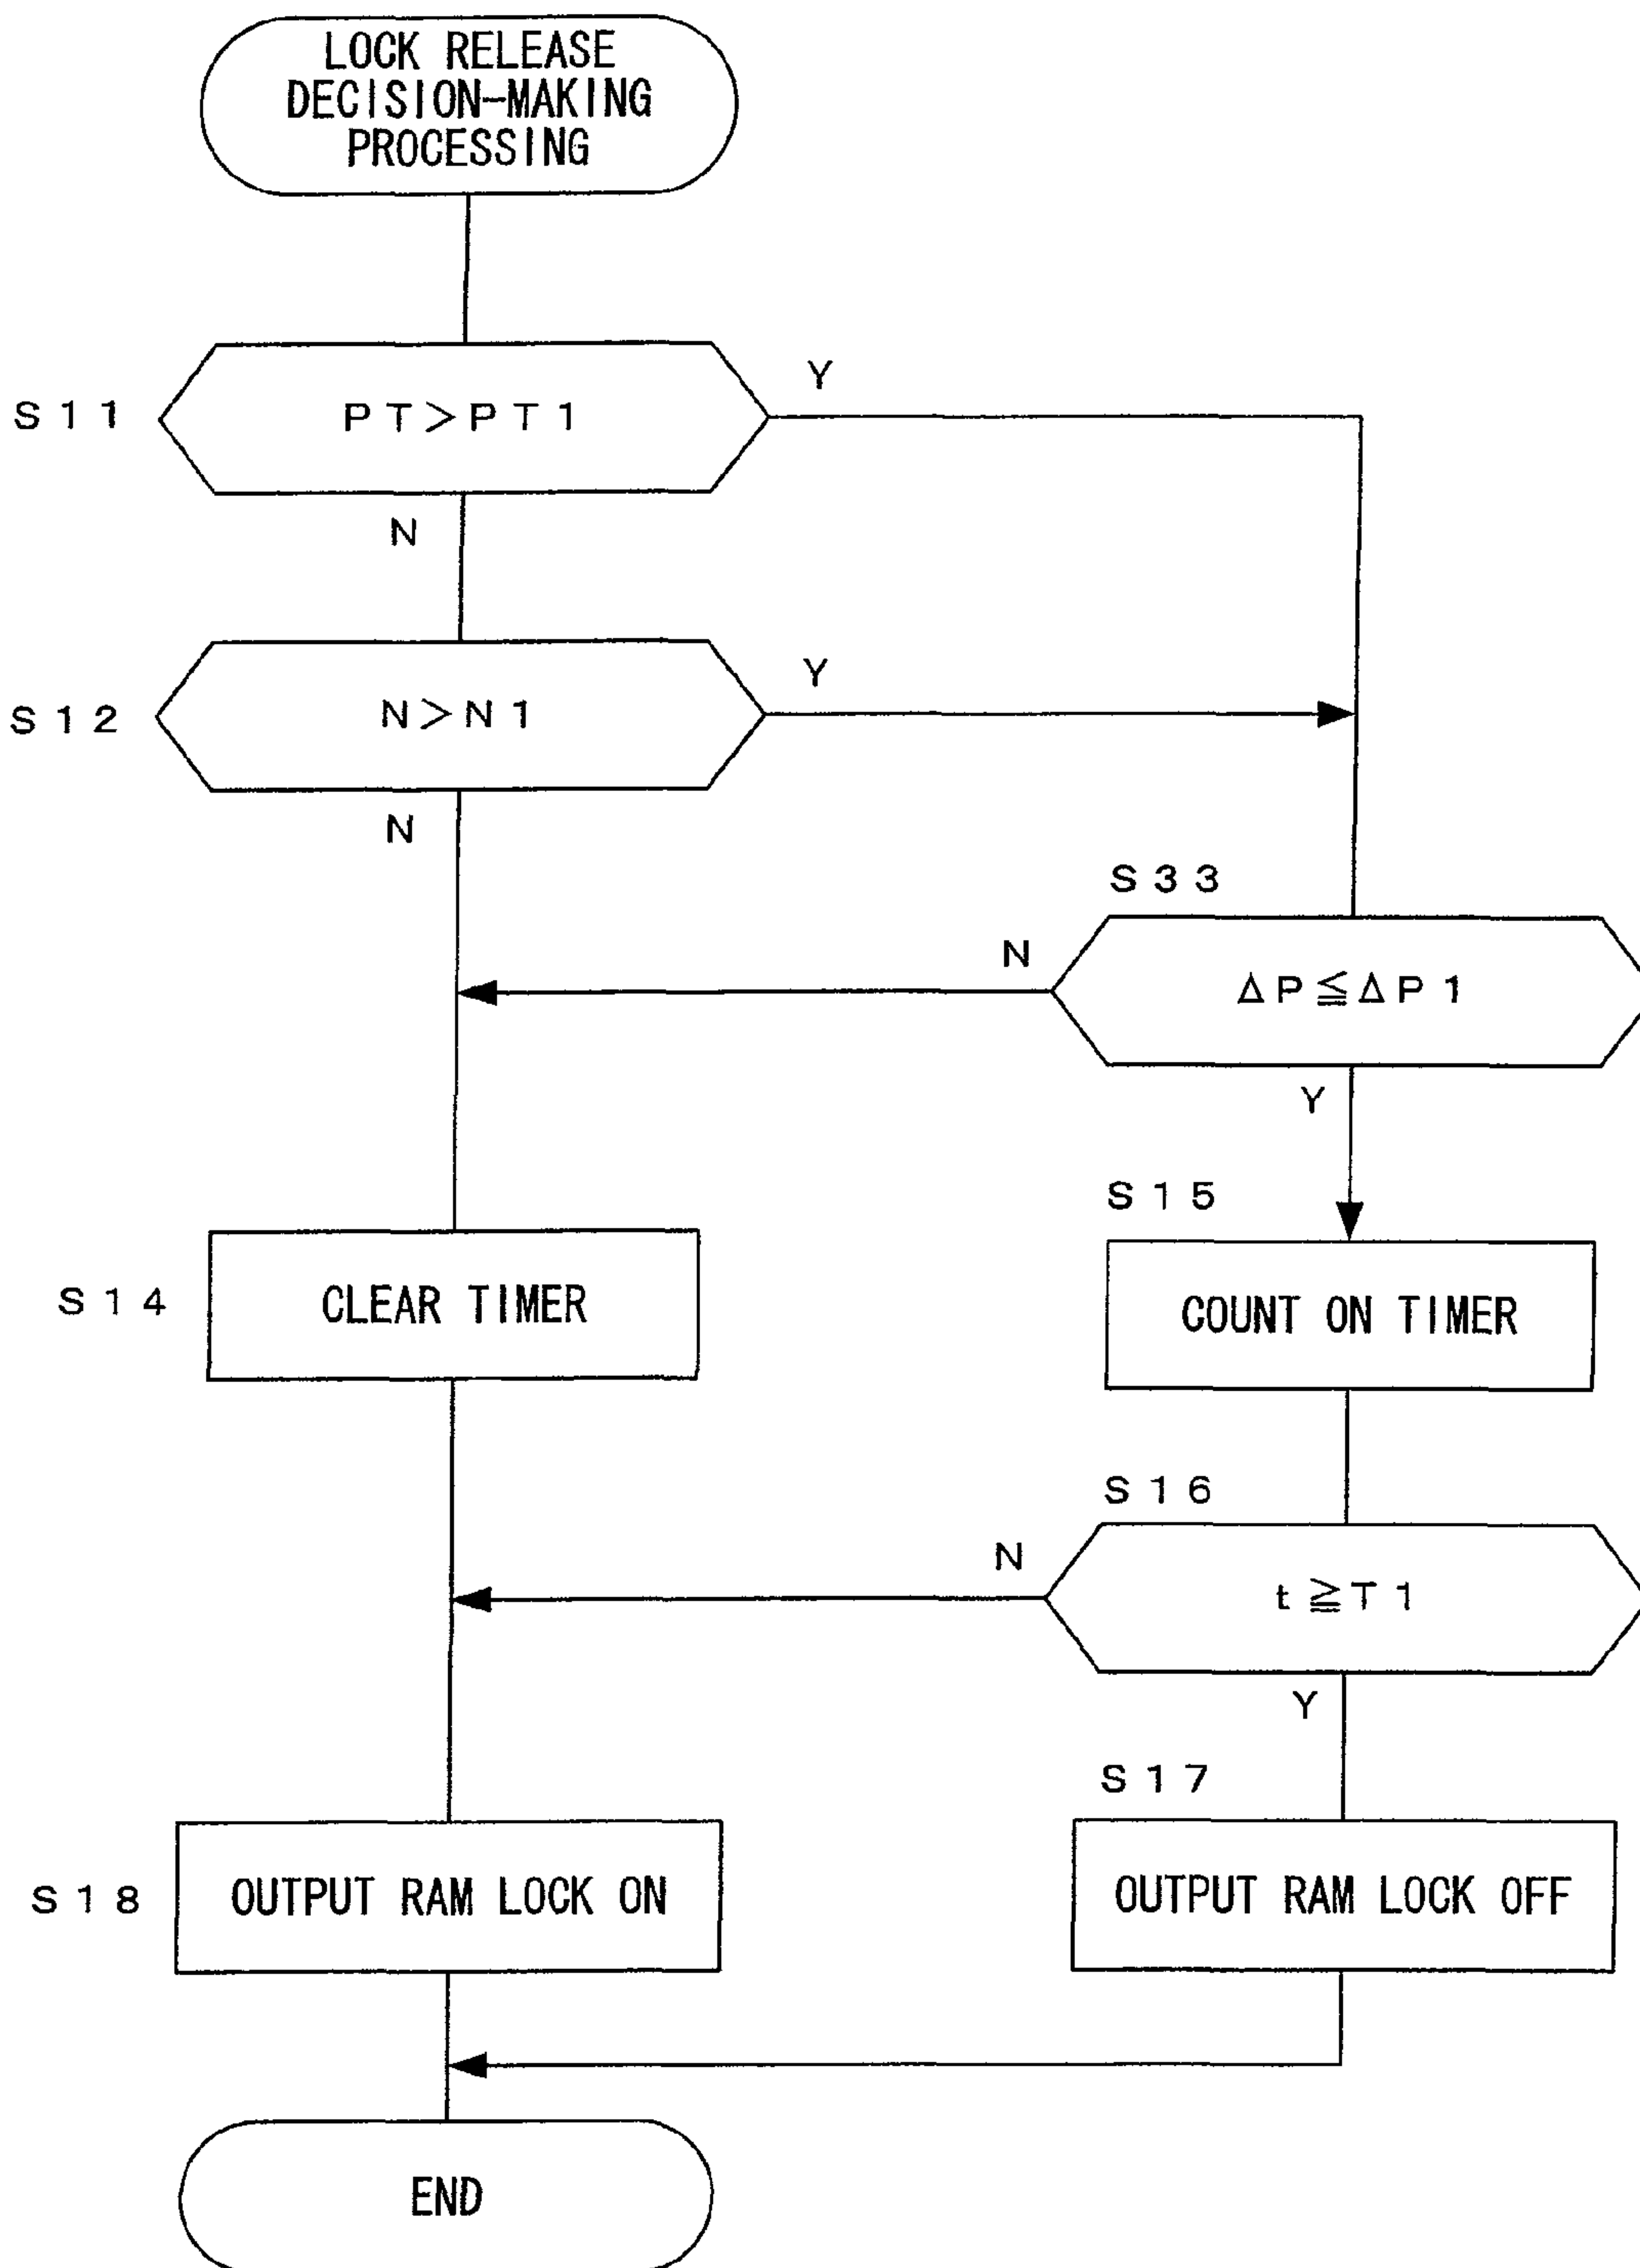 LOCK RELEASE
DECISION-MAKING
PROCESSING
S11
PT>PT1
Y
N
S12
N>N1
Y
N
S33
ΔP≦ΔP1
N
Y
S14
CLEAR TIMER
S15
COUNT ON TIMER
S16
t≧T1
N
Y
S17
OUTPUT RAM LOCK OFF
S18
OUTPUT RAM LOCK ON
END